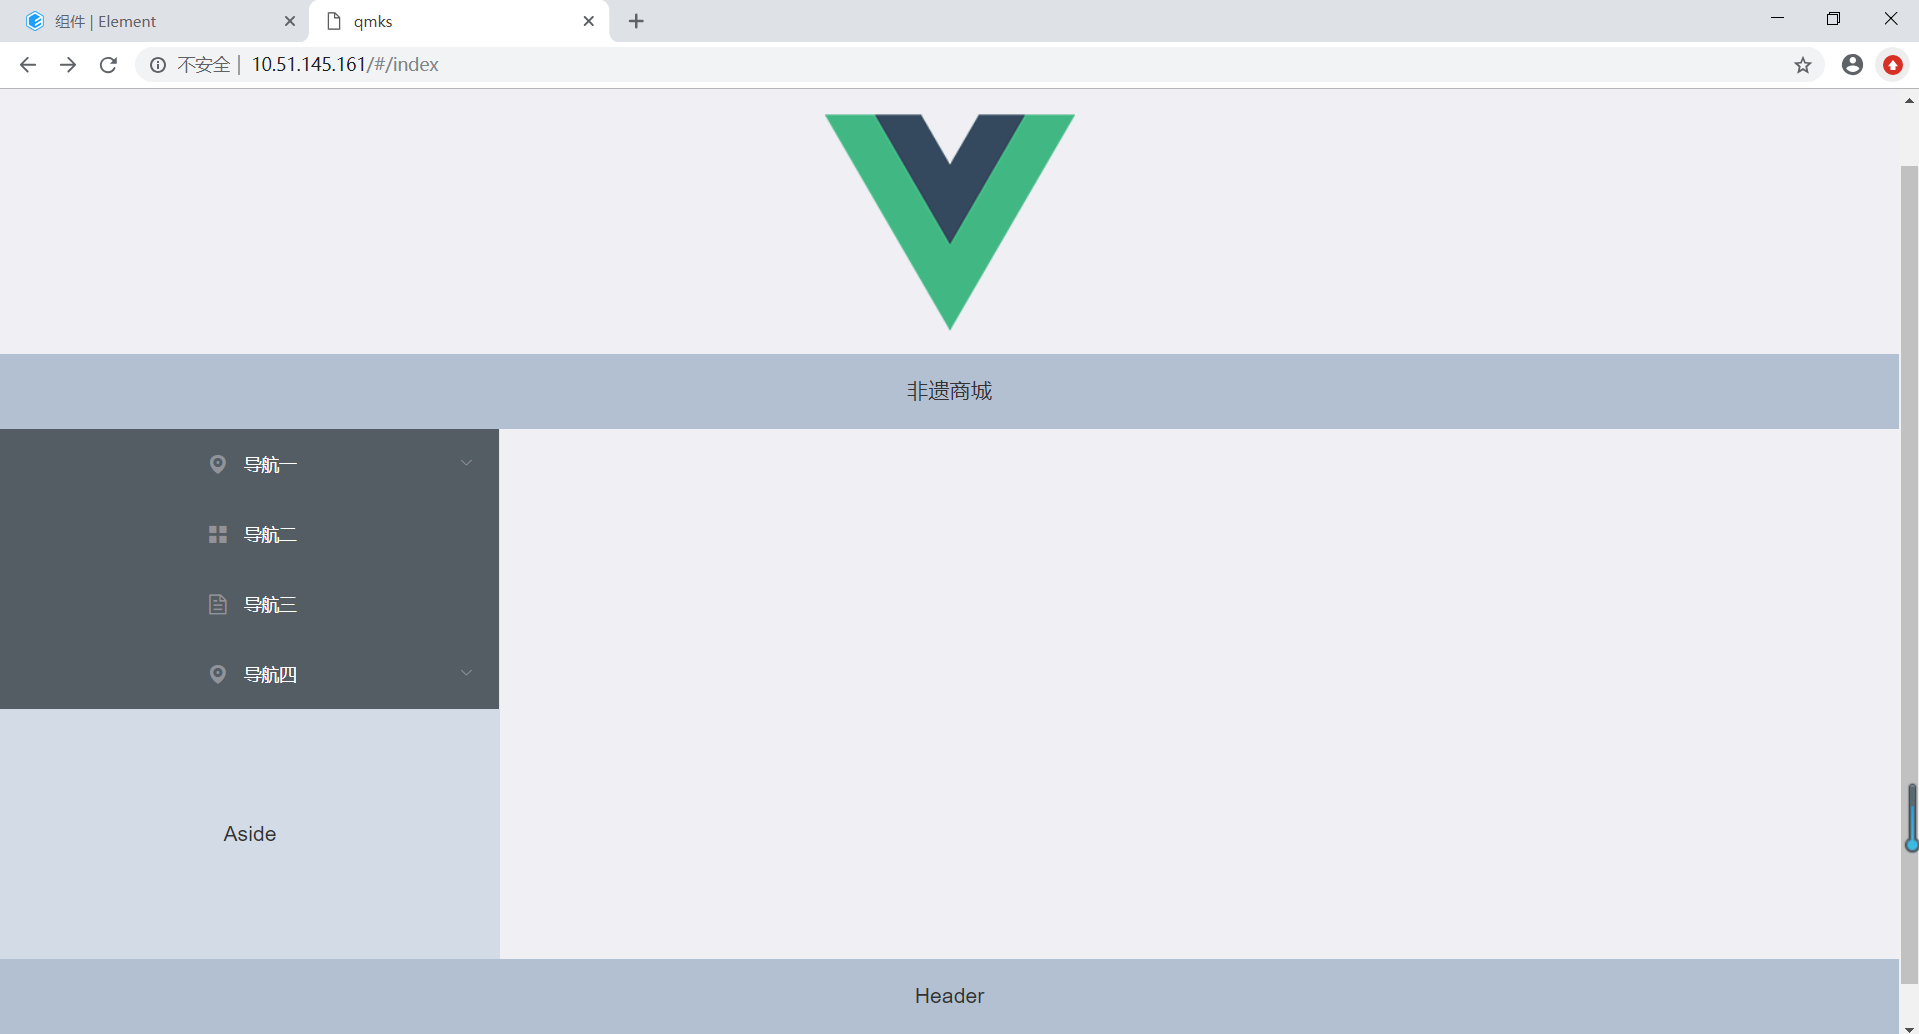 组件 | Element
qmks
不安全 | 10.51.145.161/#/index
非遗商城
导航一
导航二
导航三
导航四
Aside
Header